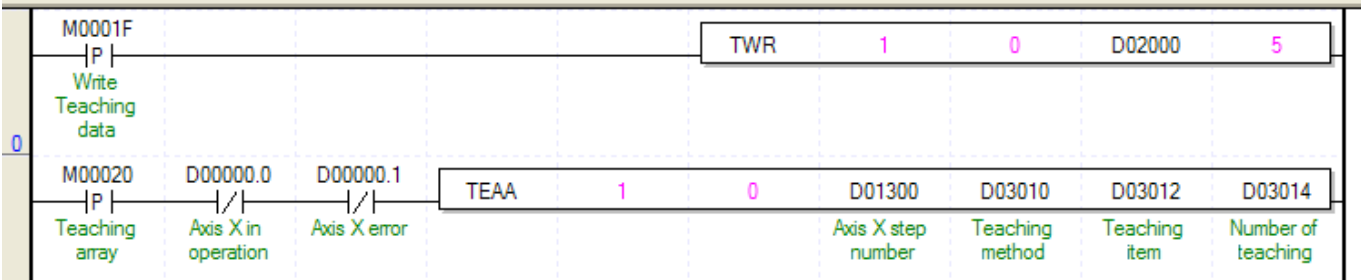 M0001F
P
TWR 1 0 D02000 5
Write
Teaching
data
0
M00020 D00000.0 D00000.1
P
TEAA 1 0 D01300 D03010 D03012 D03014
Teaching Axis X in Axis X error Axis X step Teaching Teaching Number of
array operation number method item teaching